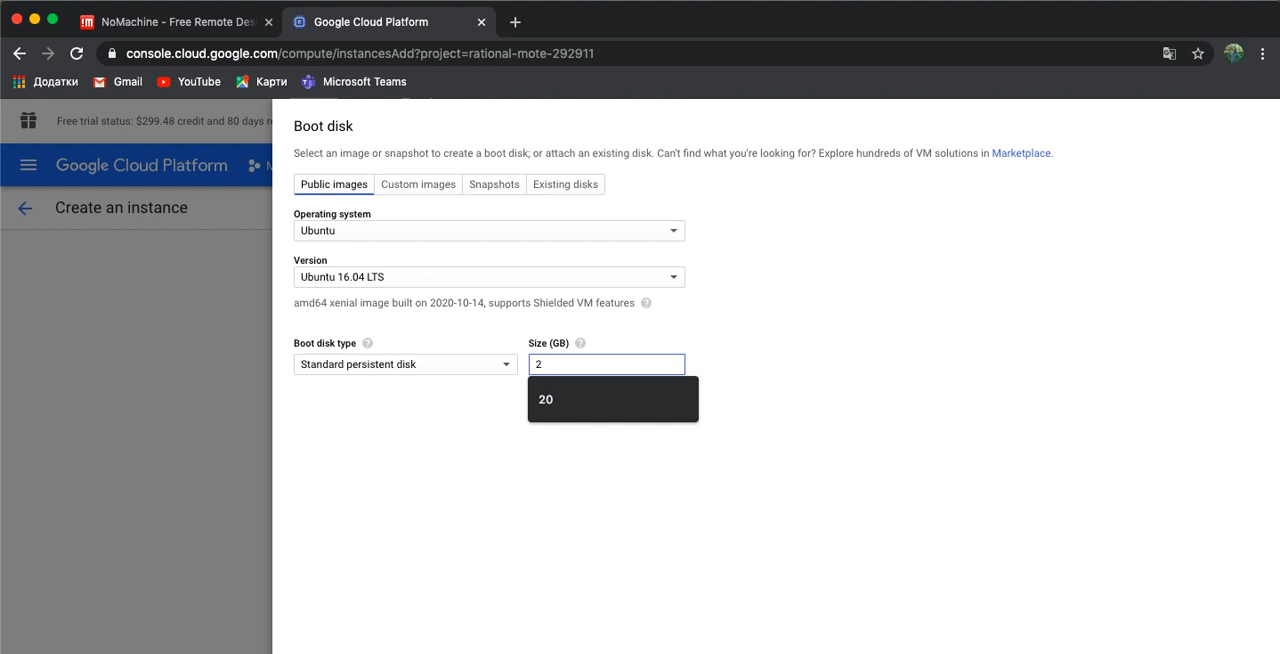 NoMachine - Free Remote Des
Google Cloud Platform
console.cloud.google.com/compute/instancesAdd?project=rational-mote-292911
Додатки
Gmail
YouTube
Карти
Microsoft Teams
Free trial status: $299.48 credit and 80 days r
Google Cloud Platform
M
Create an instance
Boot disk
Select an image or snapshot to create a boot disk; or attach an existing disk. Can't find what you're looking for? Explore hundreds of VM solutions in Marketplace.
Public images
Custom images
Snapshots
Existing disks
Operating system
Ubuntu
Version
Ubuntu 16.04 LTS
amd64 xenial image built on 2020-10-14, supports Shielded VM features
Boot disk type
Size (GB)
Standard persistent disk
2
20